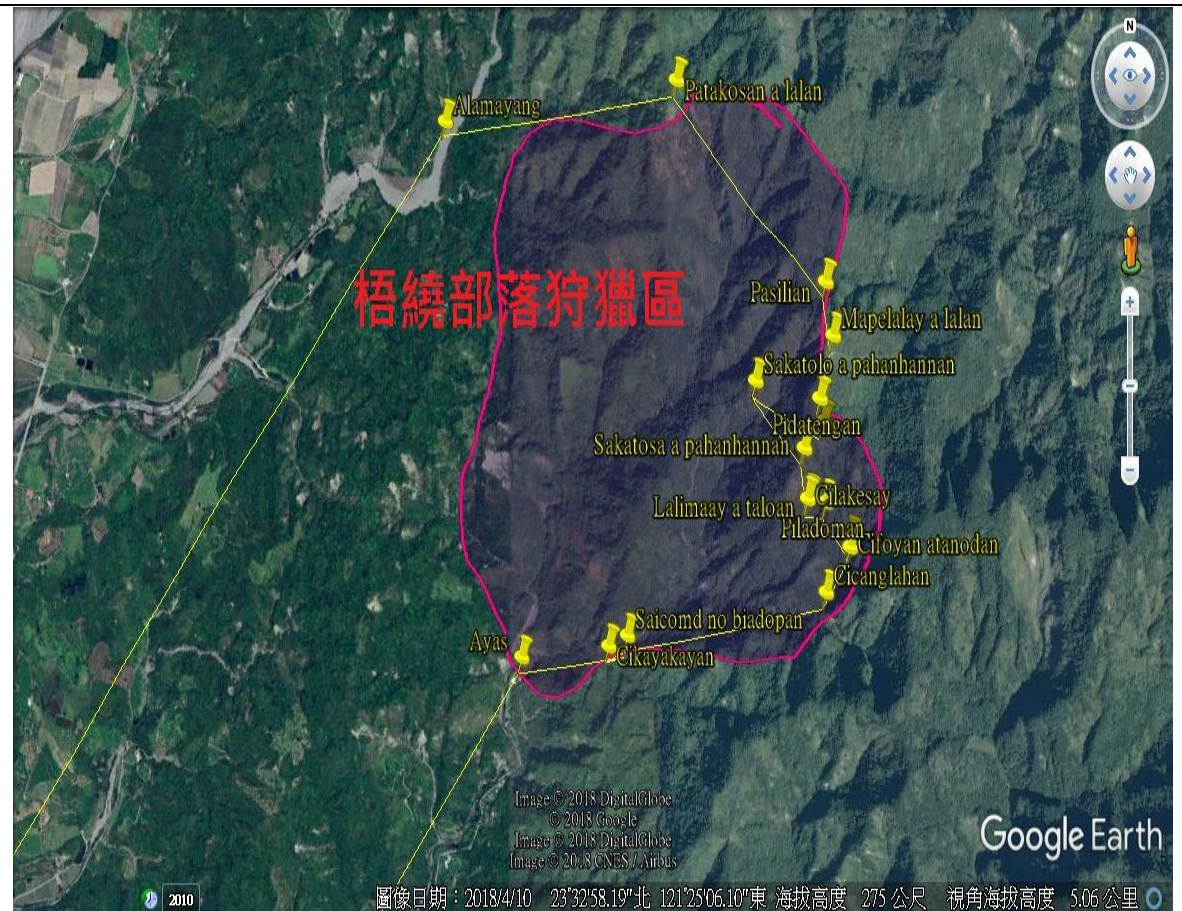 N
Patakosan a lalan
Alamayang
梧繞部落狩獵區
Pasilian
Mapelalay a lalan
Sakatolo a pahanhannan
Pidatengan
Sakatosa a pahanhannan
Cilakesay
Lalimaay a taloan
Piladoman
Cifoyan atanodan
Cicanglahan
Saicomd no biadopan
Ayas
Cikayakayan
Image © 2018 DigitalGlobe
© 2018 Google
Image © 2018 DigitalGlobe
Image © 2018 CNES / Airbus
Google Earth
2010
圖像日期：2018/4/10 23°32'58.19"北 121°25'06.10"東 海拔高度 275 公尺 視角海拔高度 5.06 公里